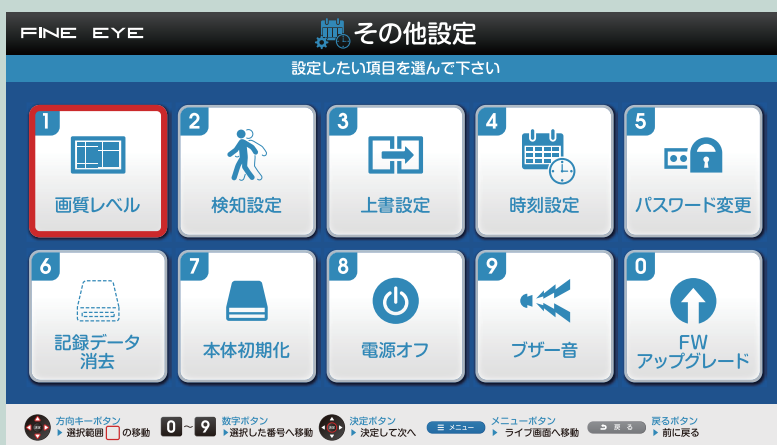 FINE EYE
その他設定
設定したい項目を選んで下さい
1
画質レベル
2
検知設定
3
上書設定
4
時刻設定
5
パスワード変更
6
記録データ
消去
7
本体初期化
8
電源オフ
9
ブザー音
0
FW
アップグレード
方向キーボタン
▶ 選択範囲 の移動
0 ~ 9
数字ボタン
▶選択した番号へ移動
決定ボタン
▶ 決定して次へ
≡ メニュー
メニューボタン
▶ ライブ画面へ移動
戻る
戻るボタン
▶ 前に戻る